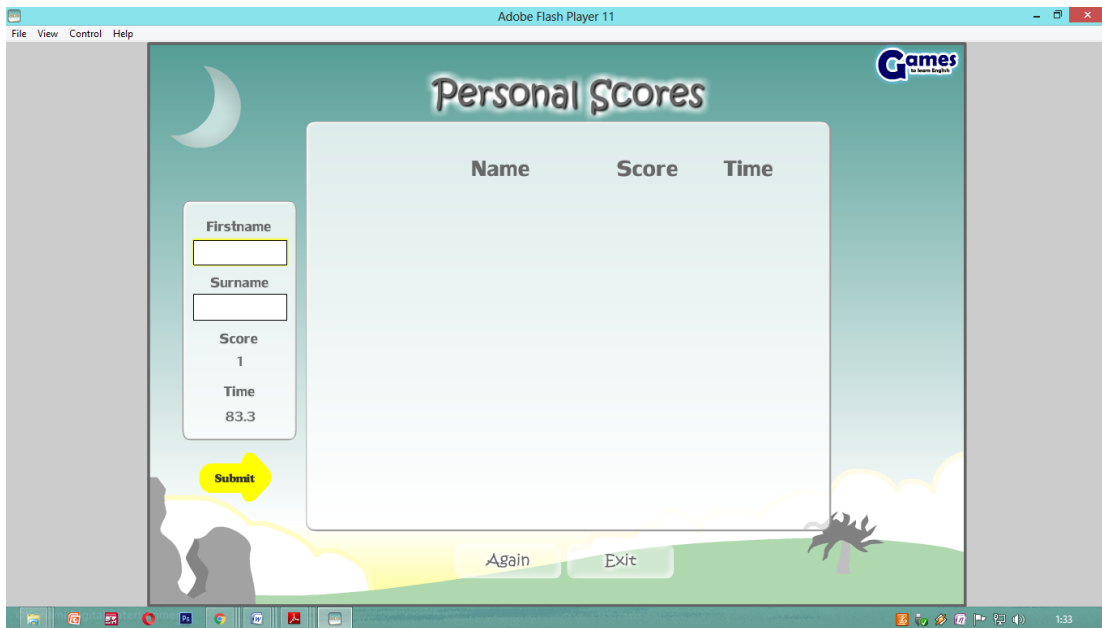 Adobe Flash Player 11
File View Control Help
Games
to learn English
Personal Scores
Name Score Time
Firstname
Surname
Score
1
Time
83.3
Submit
Again Exit
1:33